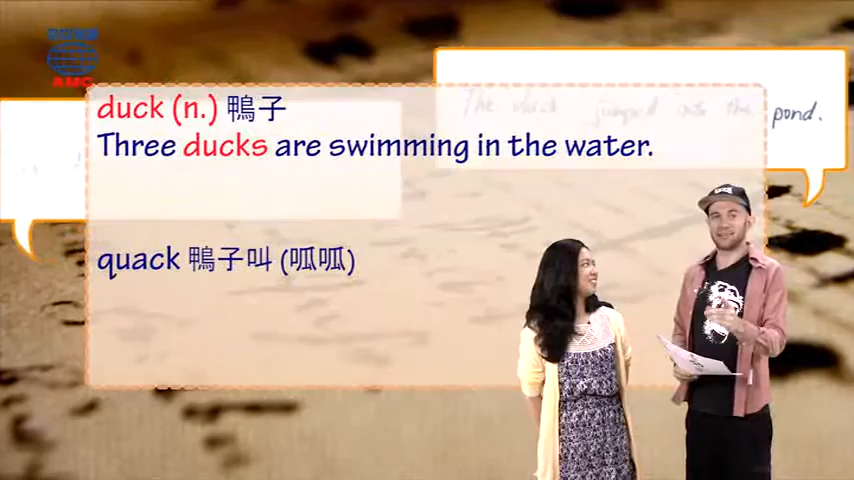 AMC
duck (n.) 鴨子
The duck jumped into the pond.
Three ducks are swimming in the water.
quack 鴨子叫 (呱呱)